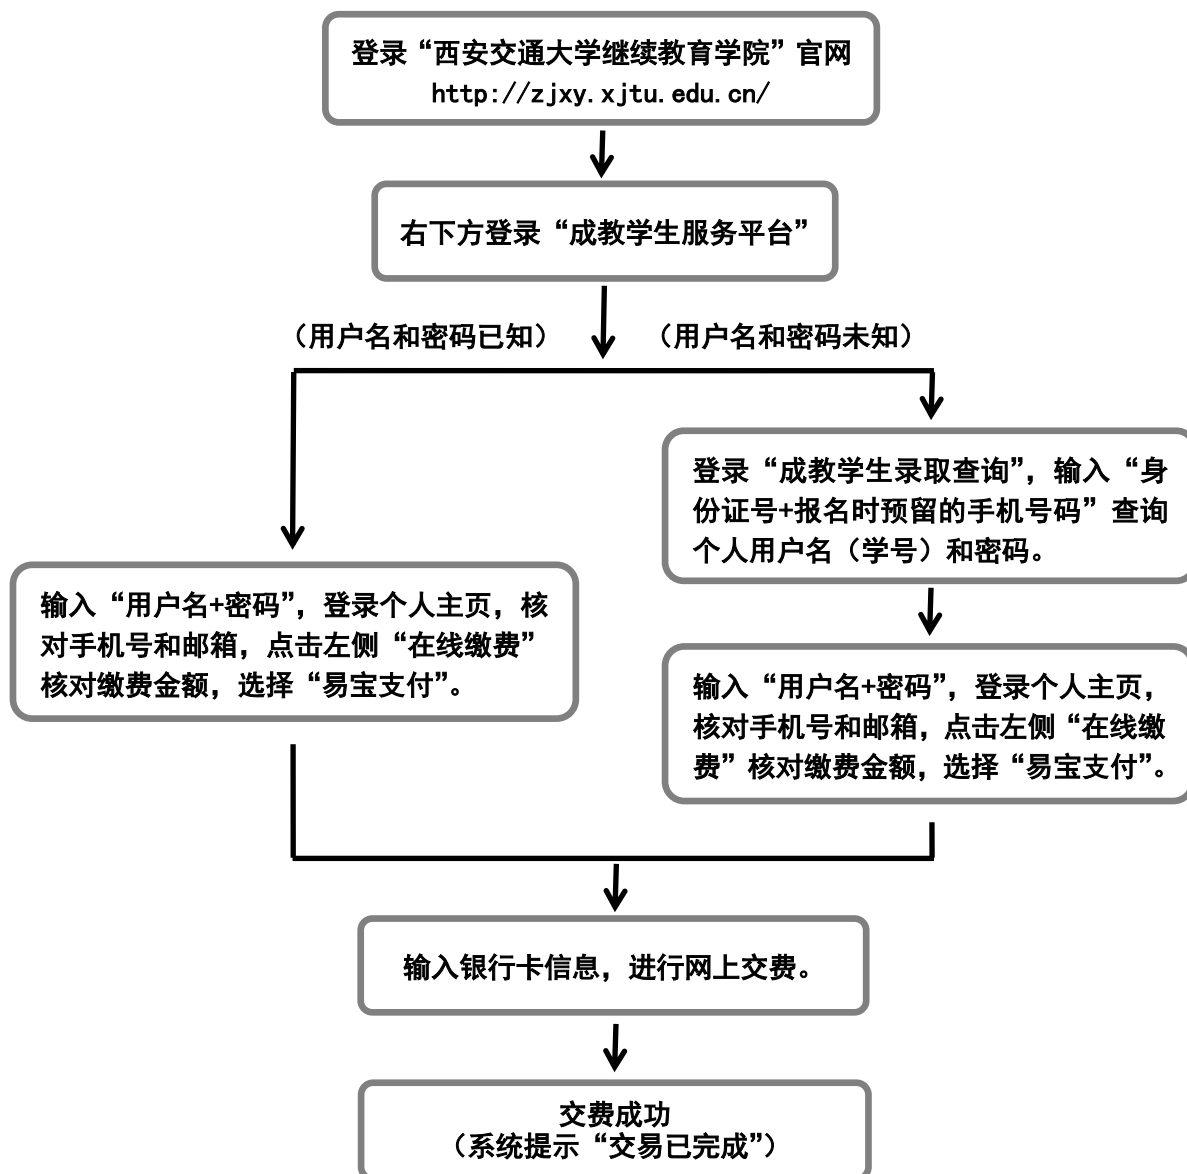 登录“西安交通大学继续教育学院”官网
http://zjxy.xjtu.edu.cn/
右下方登录“成教学生服务平台”
（用户名和密码已知）
（用户名和密码未知）
登录“成教学生录取查询”，输入“身
份证号+报名时预留的手机号码”查询
个人用户名（学号）和密码。
输入“用户名+密码”，登录个人主页，核
对手机号和邮箱，点击左侧“在线缴费”
核对缴费金额，选择“易宝支付”。
输入“用户名+密码”，登录个人主页，
核对手机号和邮箱，点击左侧“在线缴
费”核对缴费金额，选择“易宝支付”。
输入银行卡信息，进行网上交费。
交费成功
（系统提示“交易已完成”）